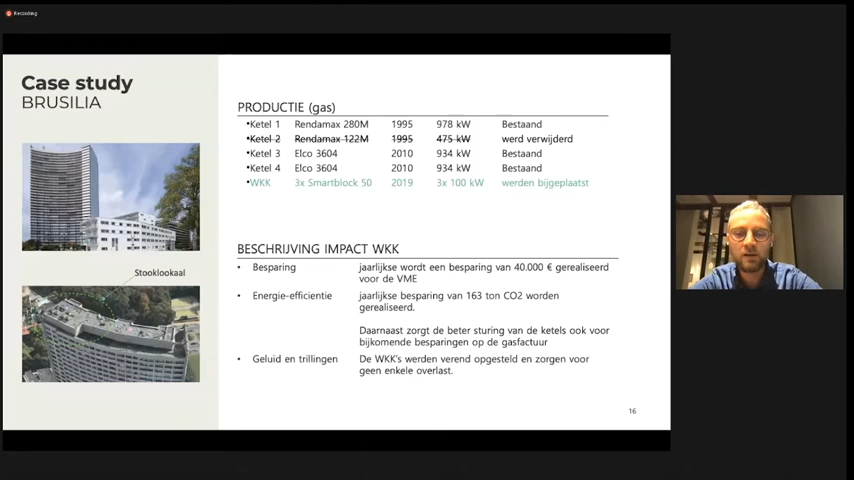 Recording
Case study
BRUSILIA
Stooklookaal
PRODUCTIE (gas)
•Ketel 1 Rendamax 280M 1995 978 kW Bestaand
•Ketel 2 Rendamax 122M 1995 475 kW werd verwijderd
•Ketel 3 Elco 3604 2010 934 kW Bestaand
•Ketel 4 Elco 3604 2010 934 kW Bestaand
•WKK 3x Smartblock 50 2019 3x 100 kW werden bijgeplaatst
BESCHRIJVING IMPACT WKK
• Besparing jaarlijkse wordt een besparing van 40.000 € gerealiseerd
voor de VME
• Energie-efficientie jaarlijkse besparing van 163 ton CO2 worden
gerealiseerd.
Daarnaast zorgt de beter sturing van de ketels ook voor
bijkomende besparingen op de gasfactuur
• Geluid en trillingen De WKK's werden verend opgesteld en zorgen voor
geen enkele overlast.
16